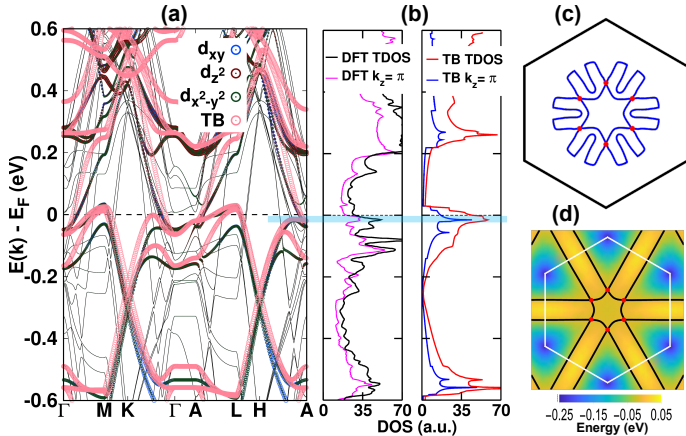 (a)
(b)
(c)
(d)
E(k) - E_F (eV)
0.6
0.4
0.2
0
-0.2
-0.4
-0.6
d_xy
d_z²
d_x²-y²
TB
Γ M K Γ A L H A
DFT TDOS
DFT k_z = π
TB TDOS
TB k_z = π
0 35 70
35 70
DOS (a.u.)
-0.25 -0.15 -0.05 0.05
Energy (eV)